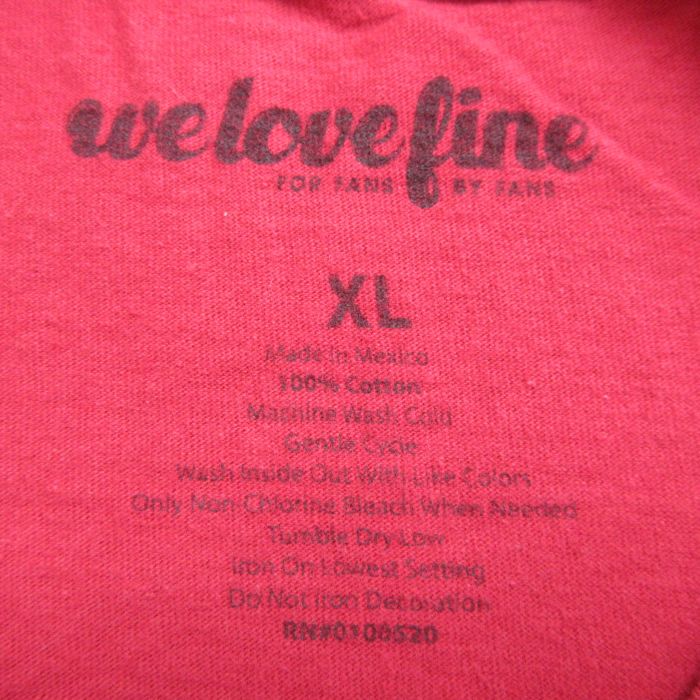 welovefine
FOR FANS BY FANS
XL
Made In Mexico
100% Cotton
Machine Wash Cold
Gentle Cycle
Wash Inside Out With Like Colors
Only Non-Chlorine Bleach When Needed
Tumble Dry Low
Iron On Lowest Setting
Do Not Iron Decoration
RN#0108520